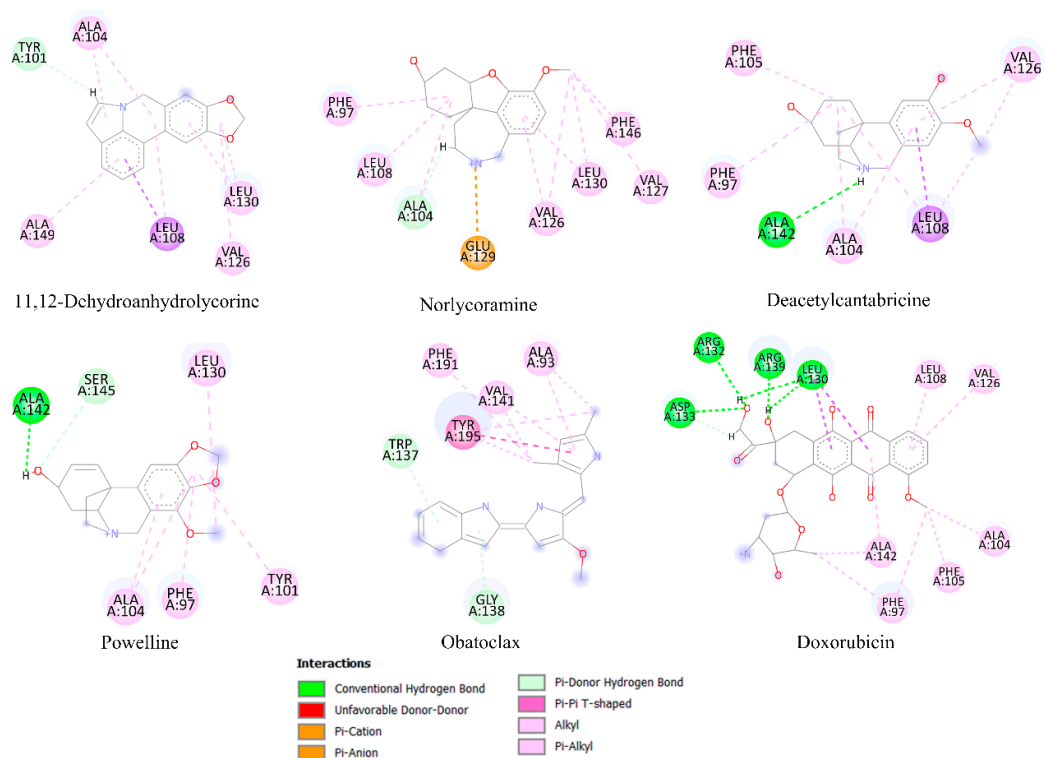 ALA
A:104
TYR
A:101
H
N
O
O
ALA
A:149
LEU
A:108
LEU
A:130
VAL
A:126
11,12-Dehydroanhydrolycorine
O
O
O
PHE
A:97
LEU
A:108
H
N
+
ALA
A:104
GLU
A:129
VAL
A:126
LEU
A:130
VAL
A:127
PHE
A:146
Norlycoramine
PHE
A:105
VAL
A:126
O
O
O
PHE
A:97
N
+
H
ALA
A:142
ALA
A:104
LEU
A:108
Deacetylcantabricine
LEU
A:130
SER
A:145
ALA
A:142
H
O
O
O
O
N+
ALA
A:104
PHE
A:97
TYR
A:101
Powelline
PHE
A:191
ALA
A:93
VAL
A:141
TYR
A:195
TRP
A:137
N
N
N
O
GLY
A:138
Obatoclax
ARG
A:132
ARG
A:139
LEU
A:130
LEU
A:108
VAL
A:126
ASP
A:133
H
O
H
O
H
O
O
O
O
O
O
O
O
O
+N
O
ALA
A:142
ALA
A:104
PHE
A:105
PHE
A:97
Doxorubicin
Interactions
Conventional Hydrogen Bond
Unfavorable Donor-Donor
Pi-Cation
Pi-Anion
Pi-Donor Hydrogen Bond
Pi-Pi T-shaped
Alkyl
Pi-Alkyl